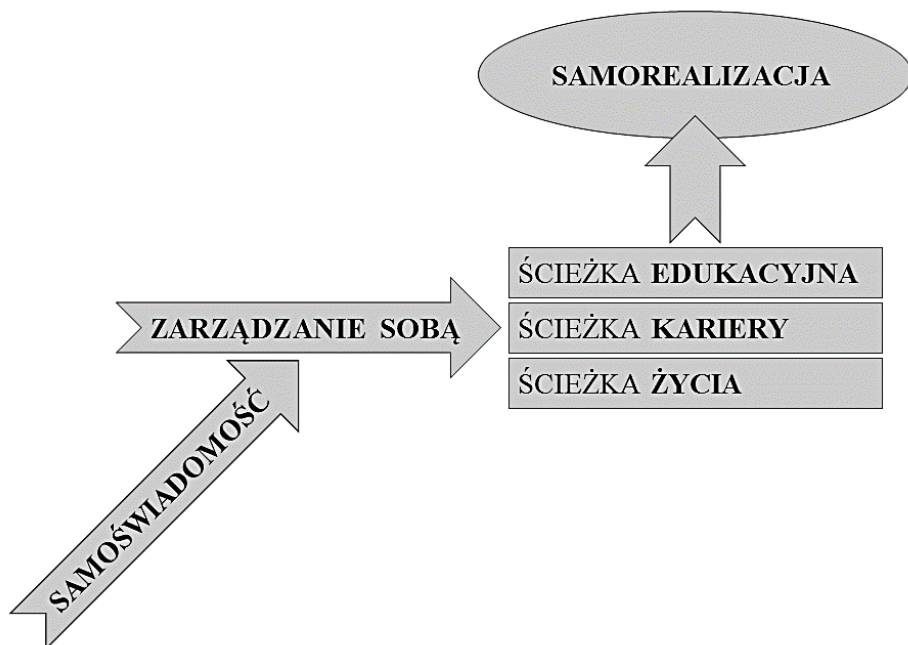 SAMOREALIZACJA
ŚCIEŻKA EDUKACYJNA
ZARZĄDZANIE SOBĄ
ŚCIEŻKA KARIERY
ŚCIEŻKA ŻYCIA
SAMOŚWIADOMOŚĆ